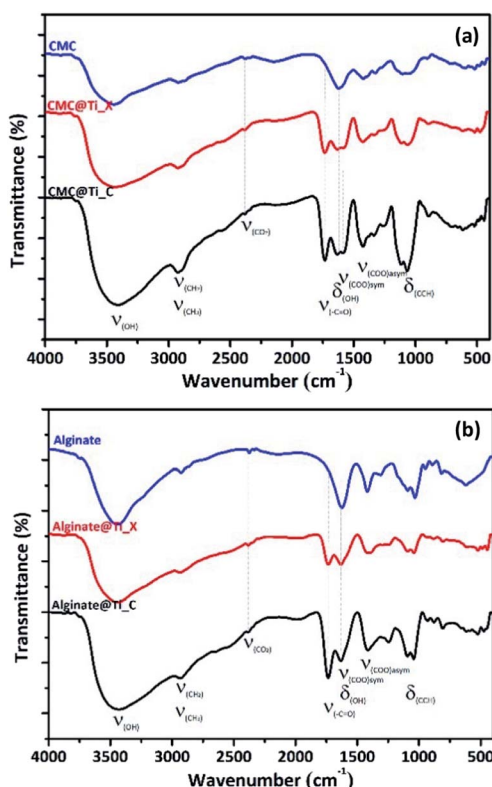 (a)
CMC
CMC@Ti_X
CMC@Ti_C
ν(CO₂)
ν(CH₂)
ν(CH₃)
ν(OH)
ν(COO)asym
ν(COO)sym
δ(OH)
ν(-C=O)
δ(CCH)
Transmittance (%)
4000 3500 3000 2500 2000 1500 1000 500
Wavenumber (cm⁻¹)
(b)
Alginate
Alginate@Ti_X
Alginate@Ti_C
ν(CO₂)
ν(CH₂)
ν(CH₃)
ν(OH)
ν(COO)asym
ν(COO)sym
δ(OH)
ν(-C=O)
δ(CCH)
Transmittance (%)
4000 3500 3000 2500 2000 1500 1000 500
Wavenumber (cm⁻¹)